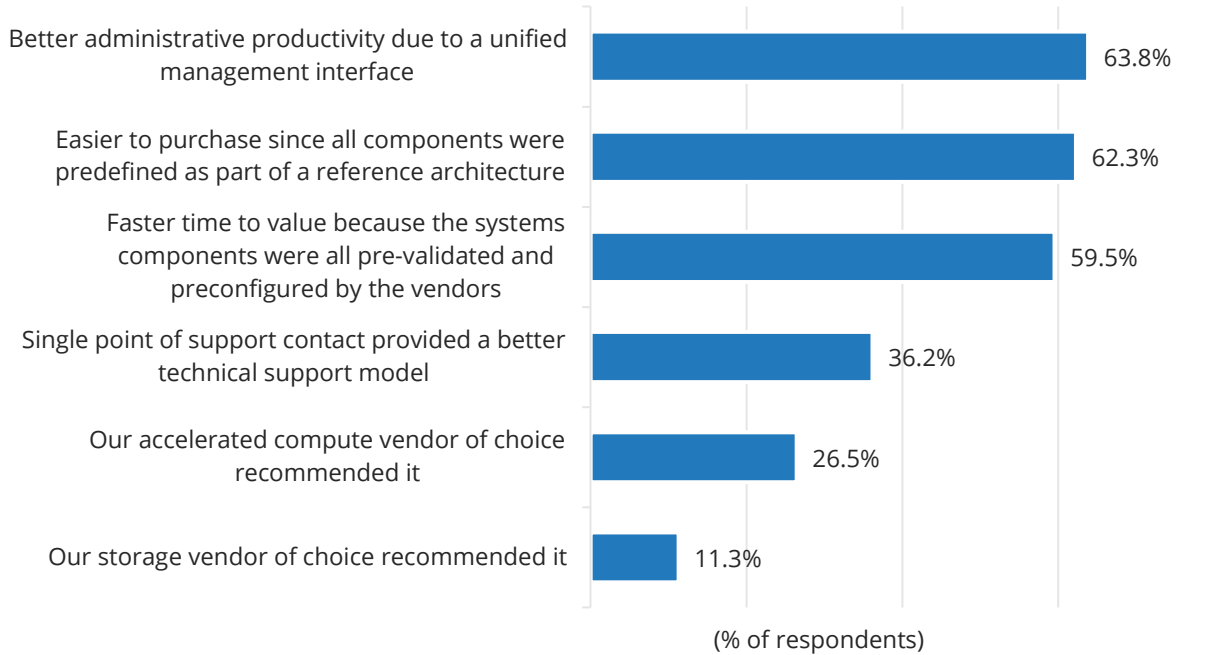 Better administrative productivity due to a unified
management interface
63.8%
Easier to purchase since all components were
predefined as part of a reference architecture
62.3%
Faster time to value because the systems
components were all pre-validated and
preconfigured by the vendors
59.5%
Single point of support contact provided a better
technical support model
36.2%
Our accelerated compute vendor of choice
recommended it
26.5%
Our storage vendor of choice recommended it
11.3%
(% of respondents)